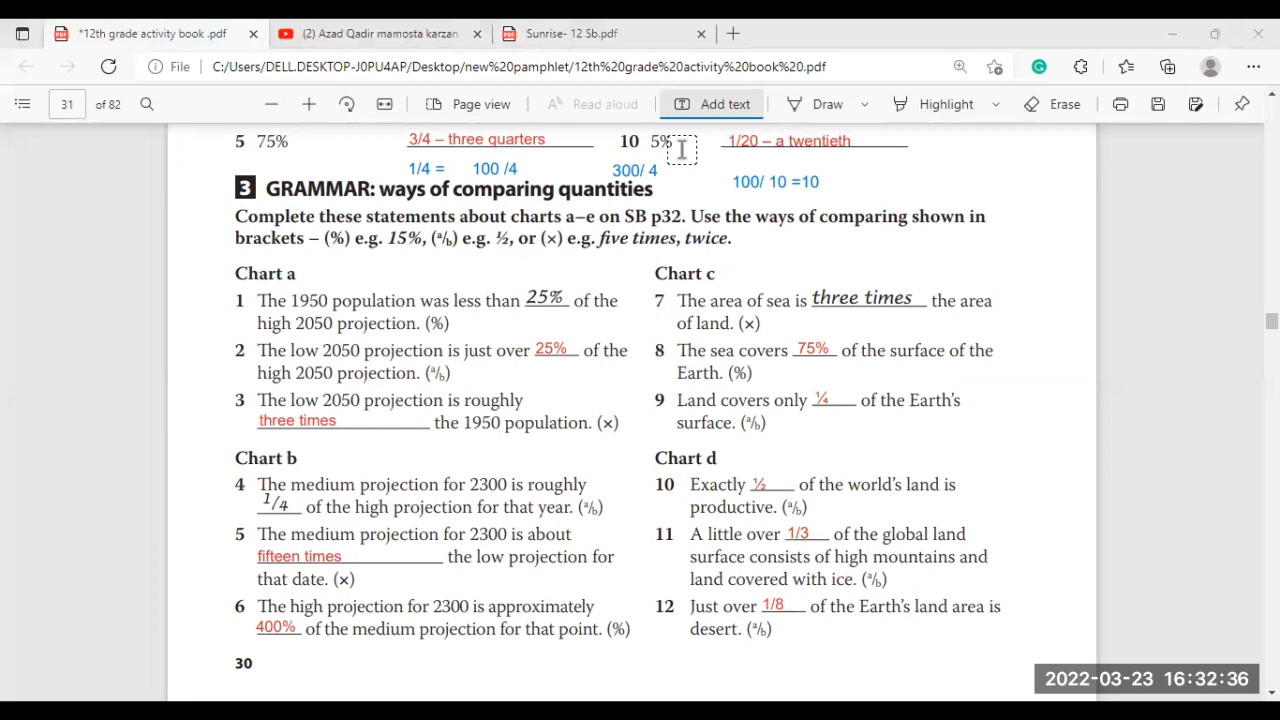 *12th grade activity book .pdf
(2) Azad Qadir mamosta karzan
Sunrise- 12 Sb.pdf
File C:/Users/DELL.DESKTOP-J0PU4AP/Desktop/new%20pamphlet/12th%20grade%20activity%20book%20.pdf
31 of 82 Page view Read aloud Add text Draw Highlight Erase
5 75% 3/4 – three quarters 10 5% 1/20 – a twentieth
1/4 = 100 /4 300/ 4 100/ 10 =10
3 GRAMMAR: ways of comparing quantities
Complete these statements about charts a–e on SB p32. Use the ways of comparing shown in
brackets – (%) e.g. 15%, (a/b) e.g. ½, or (×) e.g. five times, twice.
Chart a
1 The 1950 population was less than 25% of the
high 2050 projection. (%)
2 The low 2050 projection is just over 25% of the
high 2050 projection. (a/b)
3 The low 2050 projection is roughly
three times the 1950 population. (×)
Chart b
4 The medium projection for 2300 is roughly
1/4 of the high projection for that year. (a/b)
5 The medium projection for 2300 is about
fifteen times the low projection for
that date. (×)
6 The high projection for 2300 is approximately
400% of the medium projection for that point. (%)
Chart c
7 The area of sea is three times the area
of land. (×)
8 The sea covers 75% of the surface of the
Earth. (%)
9 Land covers only ¼ of the Earth's
surface. (a/b)
Chart d
10 Exactly ½ of the world's land is
productive. (a/b)
11 A little over 1/3 of the global land
surface consists of high mountains and
land covered with ice. (a/b)
12 Just over 1/8 of the Earth's land area is
desert. (a/b)
30
2022-03-23 16:32:36